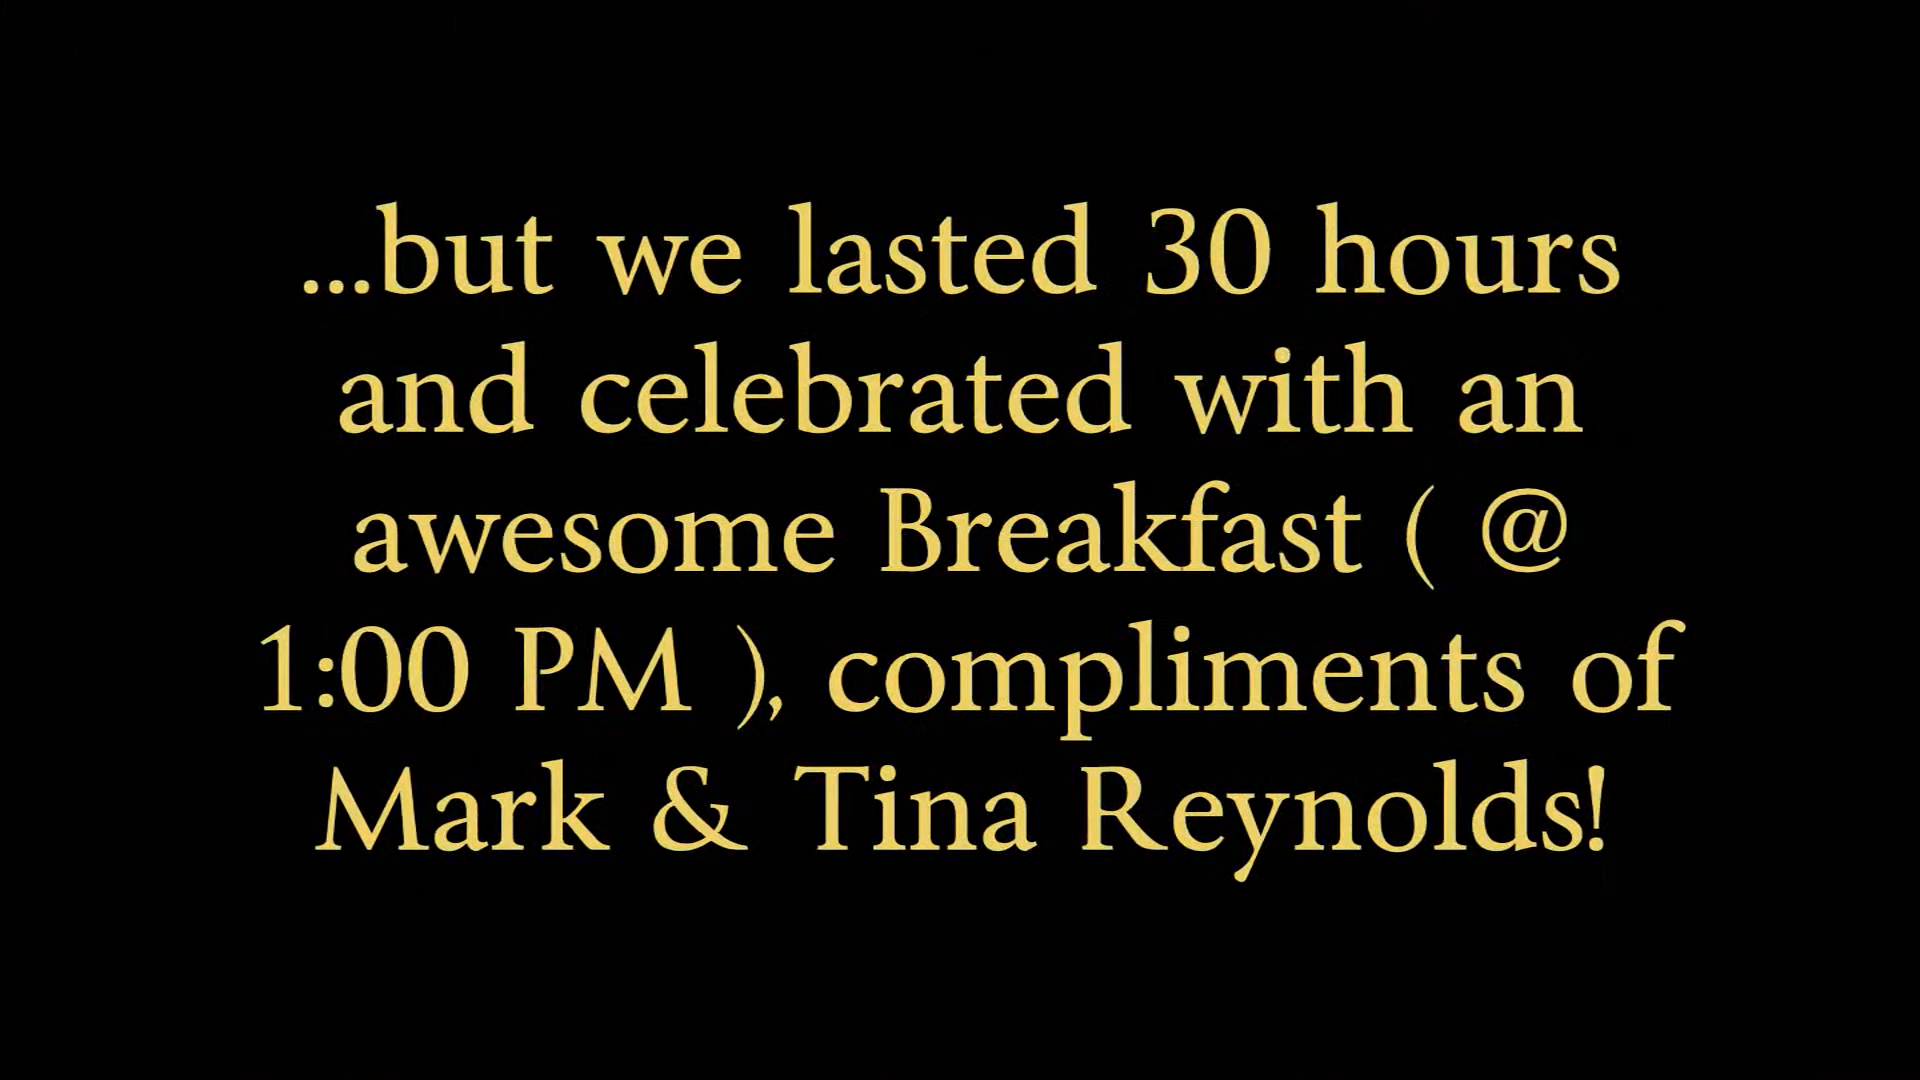 ...but we lasted 30 hours
and celebrated with an
awesome Breakfast ( @
1:00 PM ), compliments of
Mark & Tina Reynolds!